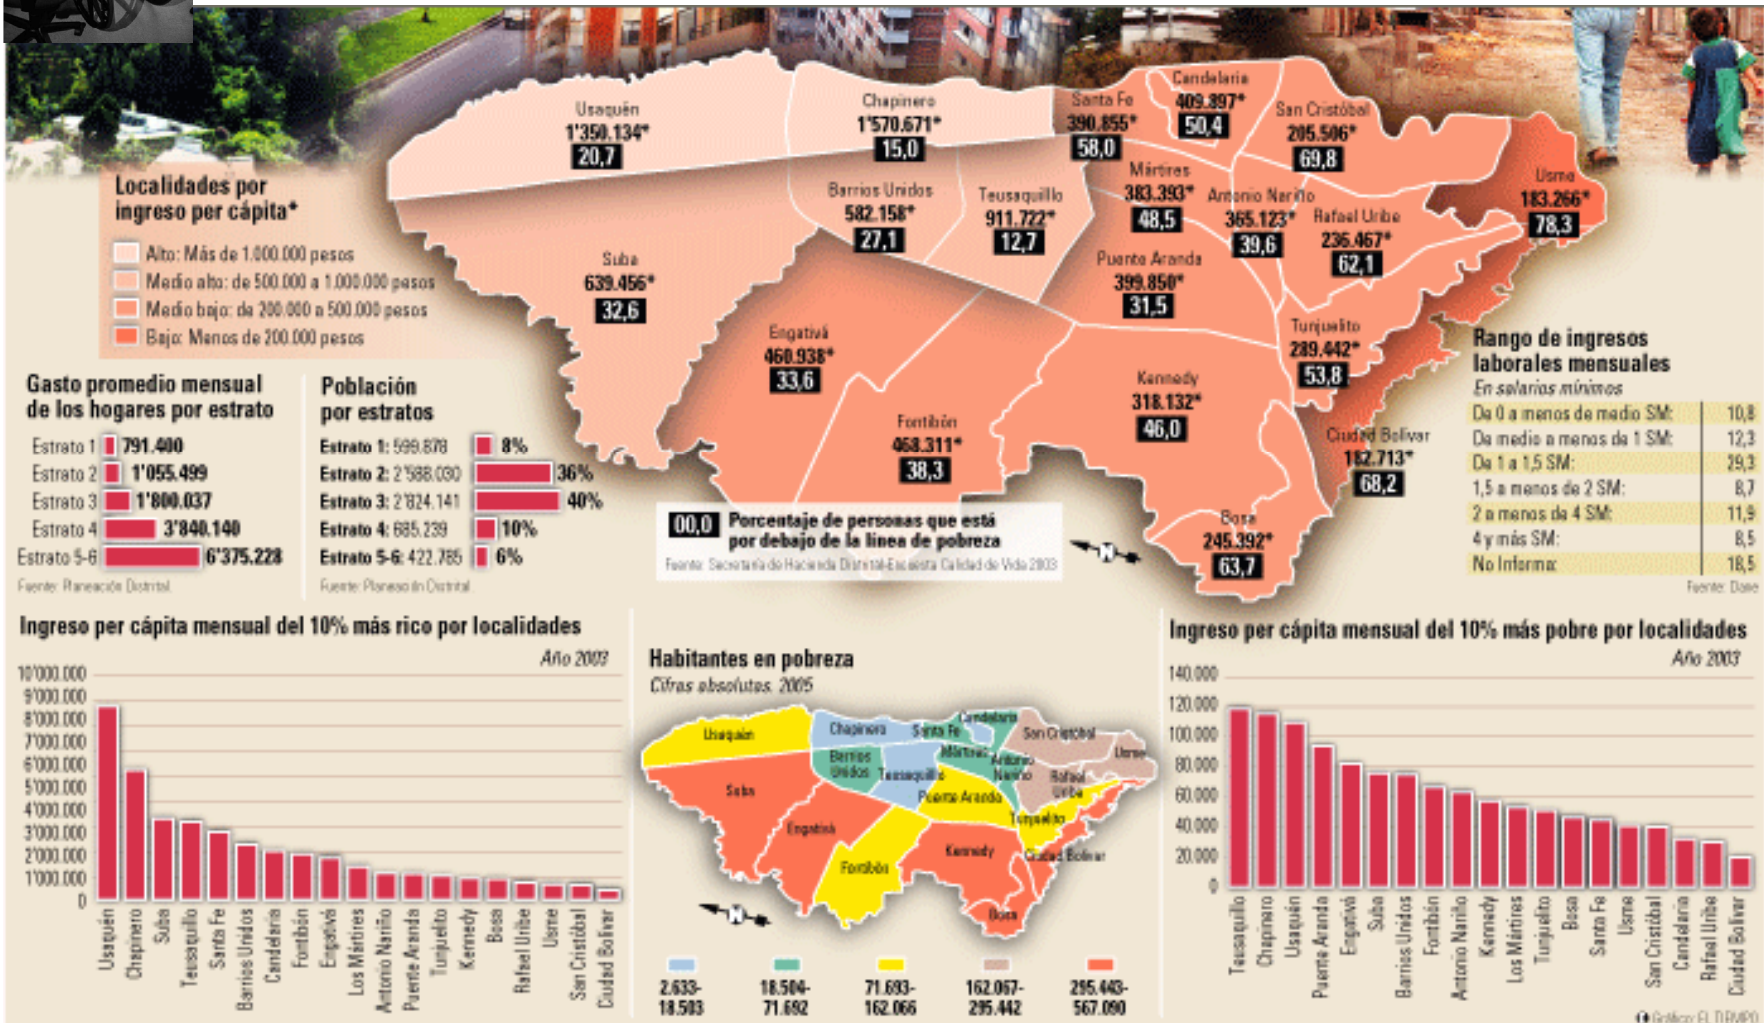 Usaquén
1'350.134*
20,7
Chapinero
1'570.671*
15,0
Santa Fe
390.855*
58,0
Candelaria
409.897*
50,4
San Cristóbal
205.506*
69,8
Usme
183.266*
78,3
Barrios Unidos
582.158*
27,1
Teusaquillo
911.722*
12,7
Mártires
383.393*
48,5
Antonio Nariño
365.123*
39,6
Rafael Uribe
236.467*
62,1
Suba
639.456*
32,6
Puente Aranda
399.850*
31,5
Engativá
460.938*
33,6
Tunjuelito
289.442*
53,8
Kennedy
318.132*
46,0
Fontibón
468.311*
38,3
Ciudad Bolívar
182.713*
68,2
Bosa
245.392*
63,7
Localidades por
ingreso per cápita*
Alto: Más de 1.000.000 pesos
Medio alto: de 500.000 a 1.000.000 pesos
Medio bajo: de 200.000 a 500.000 pesos
Bajo: Menos de 200.000 pesos
Gasto promedio mensual
de los hogares por estrato
Estrato 1 791.400
Estrato 2 1'055.499
Estrato 3 1'800.037
Estrato 4 3'840.140
Estrato 5-6 6'375.228
Fuente: Planeación Distrital
Población
por estratos
Estrato 1: 599.878 8%
Estrato 2: 2'588.030 36%
Estrato 3: 2'824.141 40%
Estrato 4: 685.239 10%
Estrato 5-6: 422.785 6%
Fuente: Planeación Distrital
00,0 Porcentaje de personas que está
por debajo de la línea de pobreza
Fuente: Secretaría de Hacienda Distrital-Encuesta Calidad de Vida 2003
N
Rango de ingresos
laborales mensuales
En salarios mínimos
De 0 a menos de medio SM: 10,8
De medio a menos de 1 SM: 12,3
De 1 a 1,5 SM: 29,3
1,5 a menos de 2 SM: 8,7
2 a menos de 4 SM: 11,9
4 y más SM: 8,5
No Informa: 18,5
Fuente: Dane
Ingreso per cápita mensual del 10% más rico por localidades
Año 2003
10'000.000
9'000.000
8'000.000
7'000.000
6'000.000
5'000.000
4'000.000
3'000.000
2'000.000
1'000.000
0
Usaquén
Chapinero
Suba
Teusaquillo
Santa Fe
Barrios Unidos
Candelaria
Fontibón
Engativá
Los Mártires
Antonio Nariño
Puente Aranda
Tunjuelito
Kennedy
Bosa
Rafael Uribe
Usme
San Cristóbal
Ciudad Bolívar
Habitantes en pobreza
Cifras absolutas. 2005
Usaquén
Chapinero
Santa Fe
Candelaria
San Cristóbal
Usme
Barrios
Unidos
Teusaquillo
Mártires
Antonio
Nariño
Rafael
Uribe
Suba
Puente Aranda
Tunjuelito
Engativá
Kennedy
Ciudad Bolívar
Fontibón
Bosa
N
2.633-
18.503
18.504-
71.692
71.693-
162.066
162.067-
295.442
295.443-
567.090
Ingreso per cápita mensual del 10% más pobre por localidades
Año 2003
140.000
120.000
100.000
80.000
60.000
40.000
20.000
0
Teusaquillo
Chapinero
Usaquén
Puente Aranda
Engativá
Suba
Barrios Unidos
Fontibón
Antonio Nariño
Kennedy
Los Mártires
Tunjuelito
Bosa
Santa Fe
Usme
San Cristóbal
Candelaria
Rafael Uribe
Ciudad Bolívar
Gráfico: EL TIEMPO